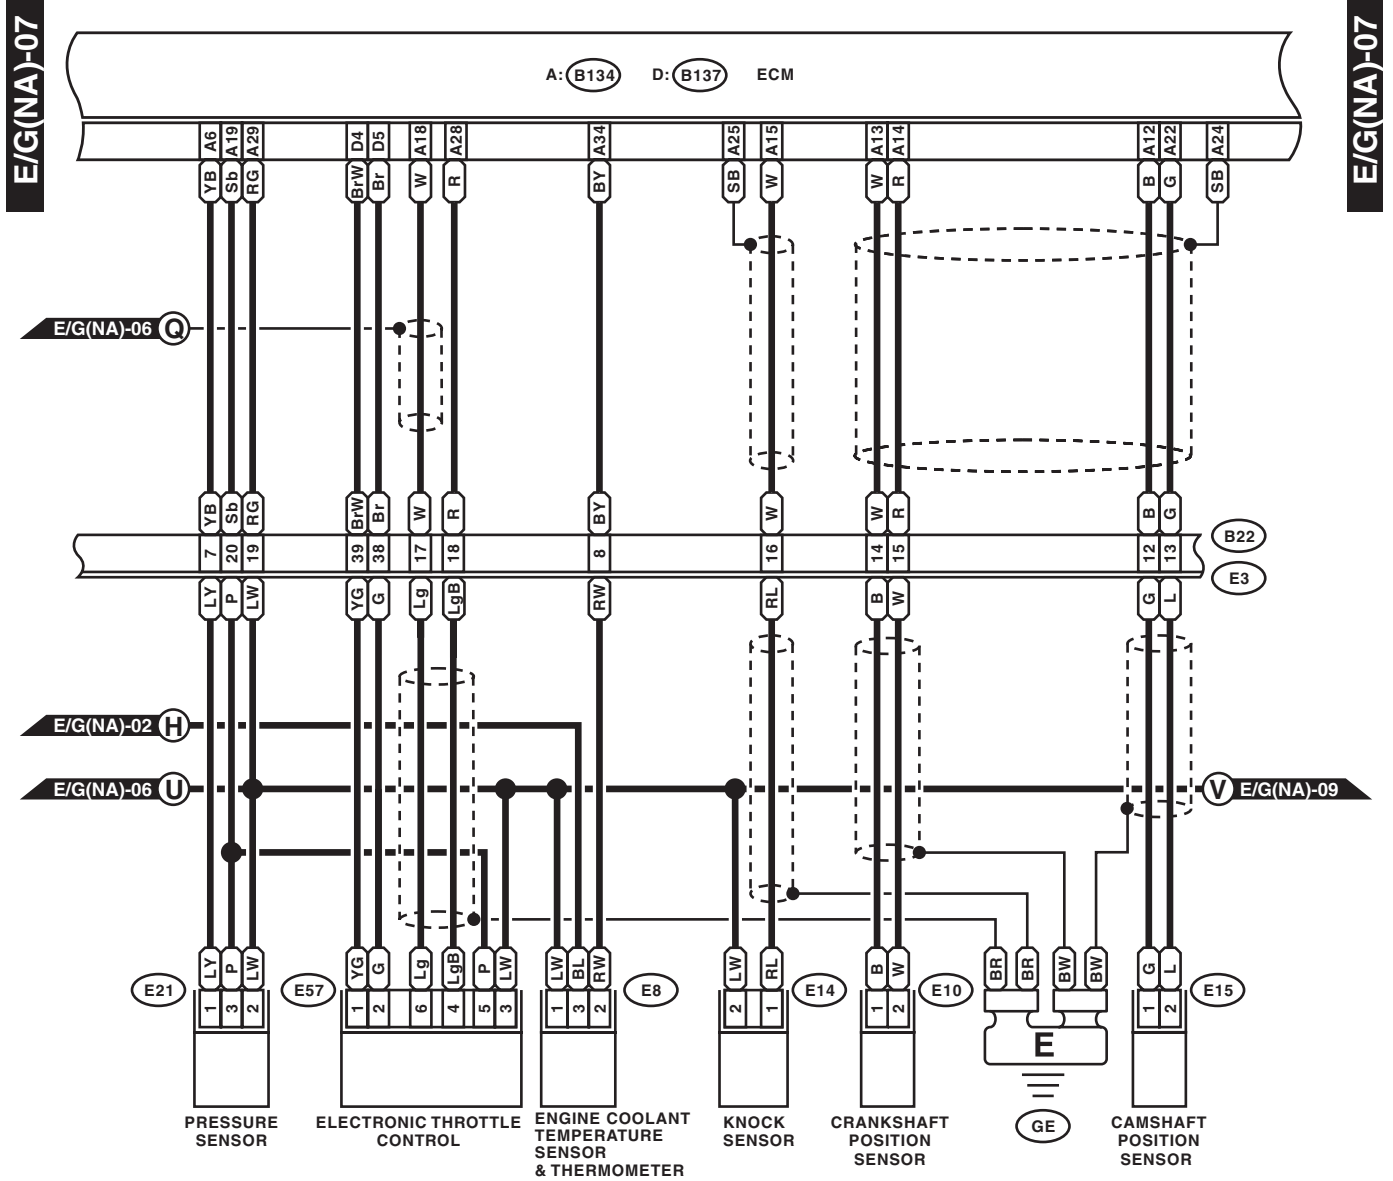 E/G(NA)-07
E/G(NA)-07
A: B134 D: B137 ECM
A6 A19 A29 D4 D5 A18 A28 A34 A25 A15 A13 A14 A12 A22 A24
YB Sb RG BrW Br W R BY SB W W R B G SB
E/G(NA)-06 Q
YB Sb RG BrW Br W R BY W W R B G
7 20 19 39 38 17 18 8 16 14 15 12 13
B22
E3
LY P LW YG G Lg LgB RW RL B W G L
E/G(NA)-02 H
E/G(NA)-06 U
V E/G(NA)-09
LY P LW YG G Lg LgB P LW LW BL RW LW RL B W BR BR BW BW G L
E21 E57 E8 E14 E10 E15
1 3 2 1 2 6 4 5 3 1 3 2 2 1 1 2 1 2
E
GE
PRESSURE
SENSOR
ELECTRONIC THROTTLE
CONTROL
ENGINE COOLANT
TEMPERATURE
SENSOR
& THERMOMETER
KNOCK
SENSOR
CRANKSHAFT
POSITION
SENSOR
CAMSHAFT
POSITION
SENSOR